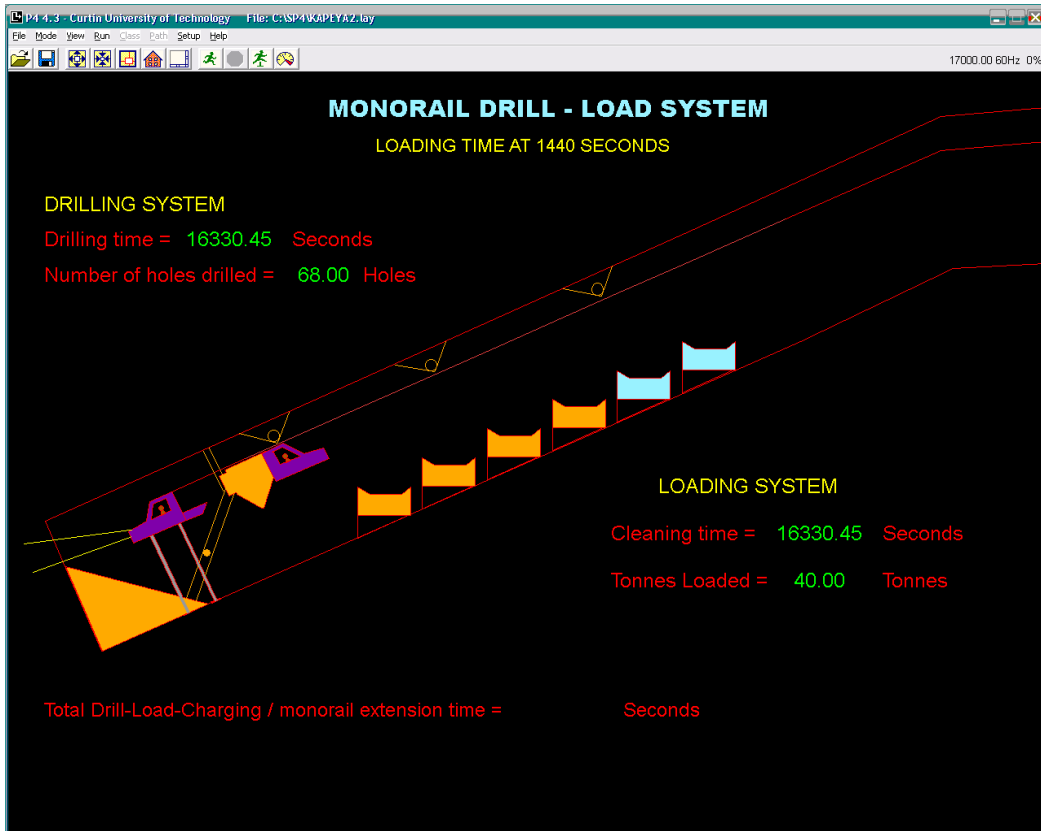 P4 4.3 - Curtin University of Technology File: C:\SP4\KAPEYA2.lay
File Mode View Run Class Path Setup Help
17000.00 60Hz 0%
MONORAIL DRILL - LOAD SYSTEM
LOADING TIME AT 1440 SECONDS
DRILLING SYSTEM
Drilling time = 16330.45 Seconds
Number of holes drilled = 68.00 Holes
LOADING SYSTEM
Cleaning time = 16330.45 Seconds
Tonnes Loaded = 40.00 Tonnes
Total Drill-Load-Charging / monorail extension time = Seconds